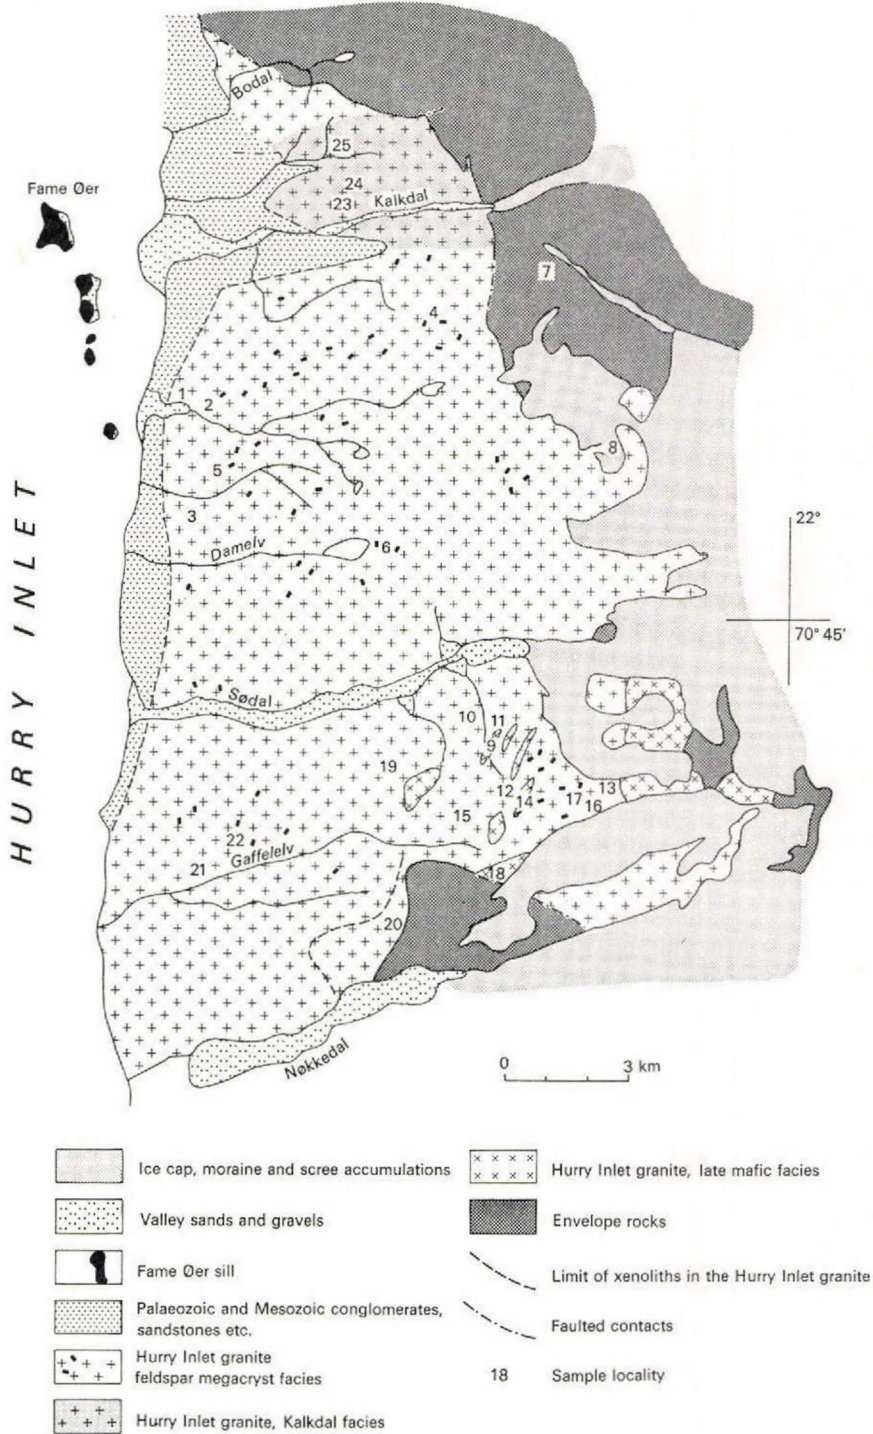 Bodal
25
Fame Øer
24
Kalkdal
23
7
4
1
2
8
5
3
22°
Damelv
6
70° 45'
HURRY INLET
Sødal
10
11
9
19
12
13
14
17
16
15
22
Gaffelelv
21
18
20
0 3 km
Nøkkedal
Ice cap, moraine and scree accumulations
Valley sands and gravels
Fame Øer sill
Palaeozoic and Mesozoic conglomerates,
sandstones etc.
Hurry Inlet granite
feldspar megacryst facies
Hurry Inlet granite, Kalkdal facies
Hurry Inlet granite, late mafic facies
Envelope rocks
Limit of xenoliths in the Hurry Inlet granite
Faulted contacts
18 Sample locality